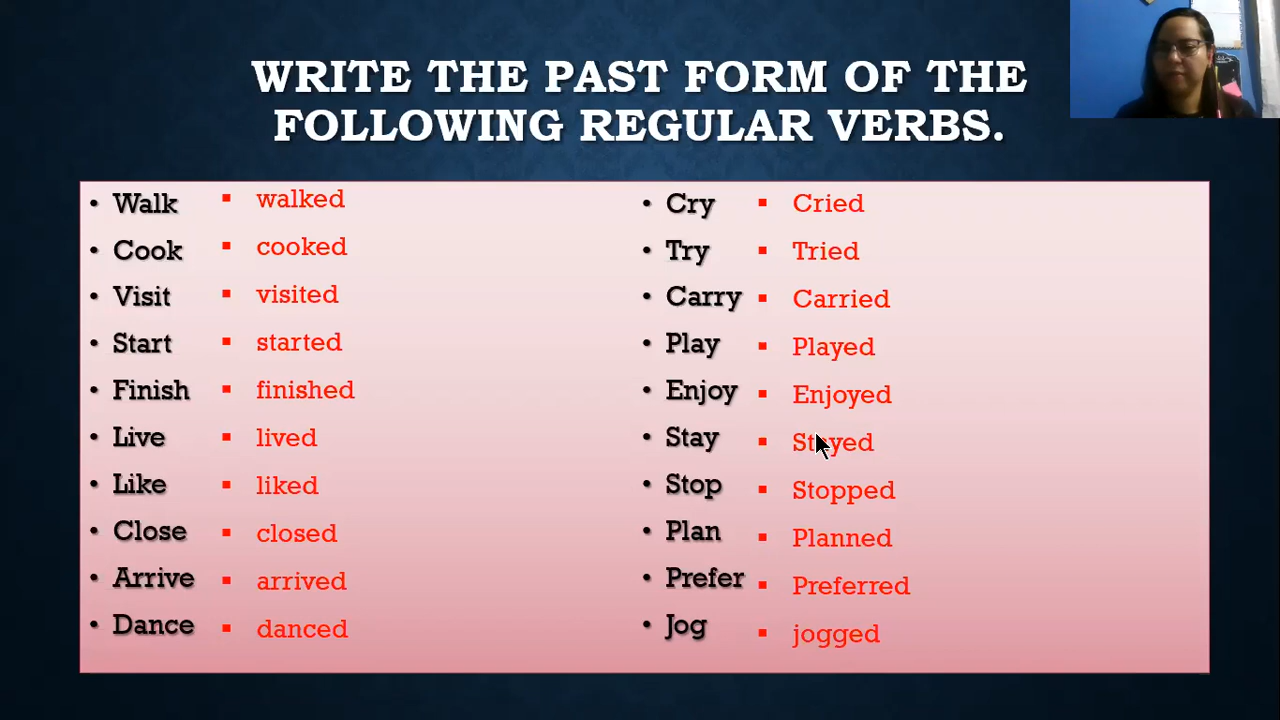 WRITE THE PAST FORM OF THE
FOLLOWING REGULAR VERBS.
• Walk ▪ walked
• Cook ▪ cooked
• Visit ▪ visited
• Start ▪ started
• Finish ▪ finished
• Live ▪ lived
• Like ▪ liked
• Close ▪ closed
• Arrive ▪ arrived
• Dance ▪ danced
• Cry ▪ Cried
• Try ▪ Tried
• Carry ▪ Carried
• Play ▪ Played
• Enjoy ▪ Enjoyed
• Stay ▪ Stayed
• Stop ▪ Stopped
• Plan ▪ Planned
• Prefer ▪ Preferred
• Jog ▪ jogged